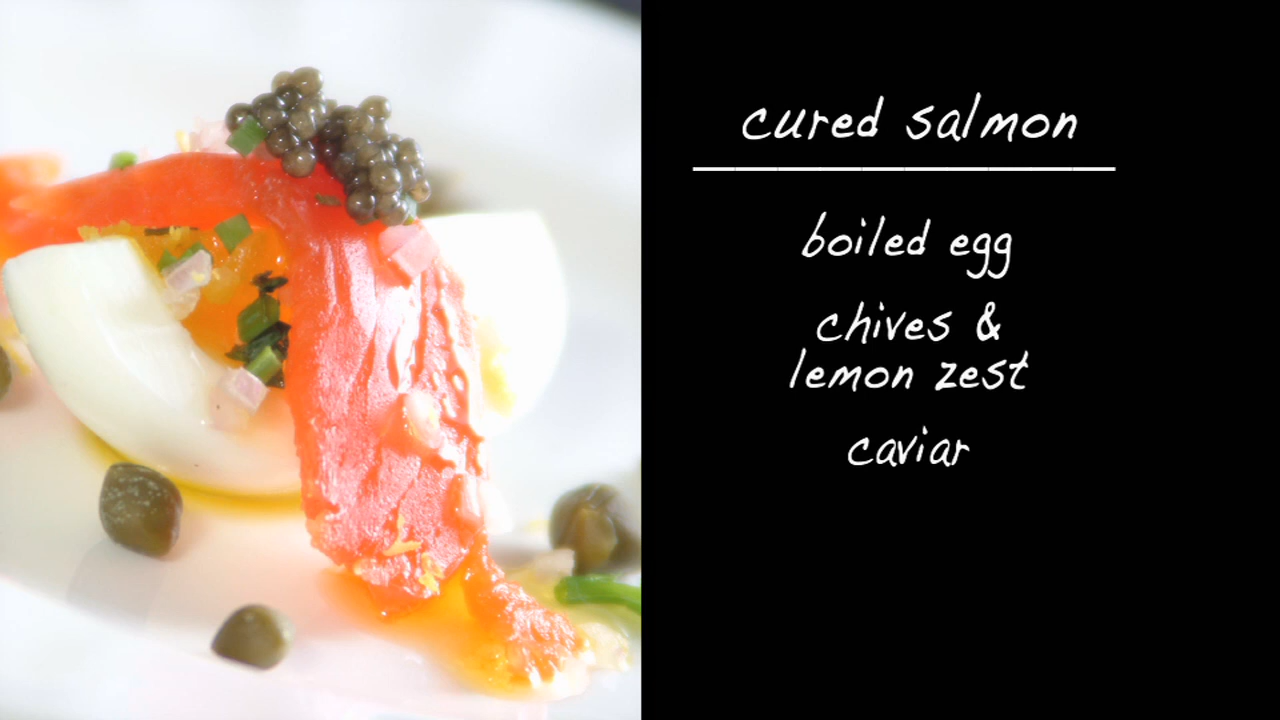 cured salmon
boiled egg
chives &
lemon zest
caviar